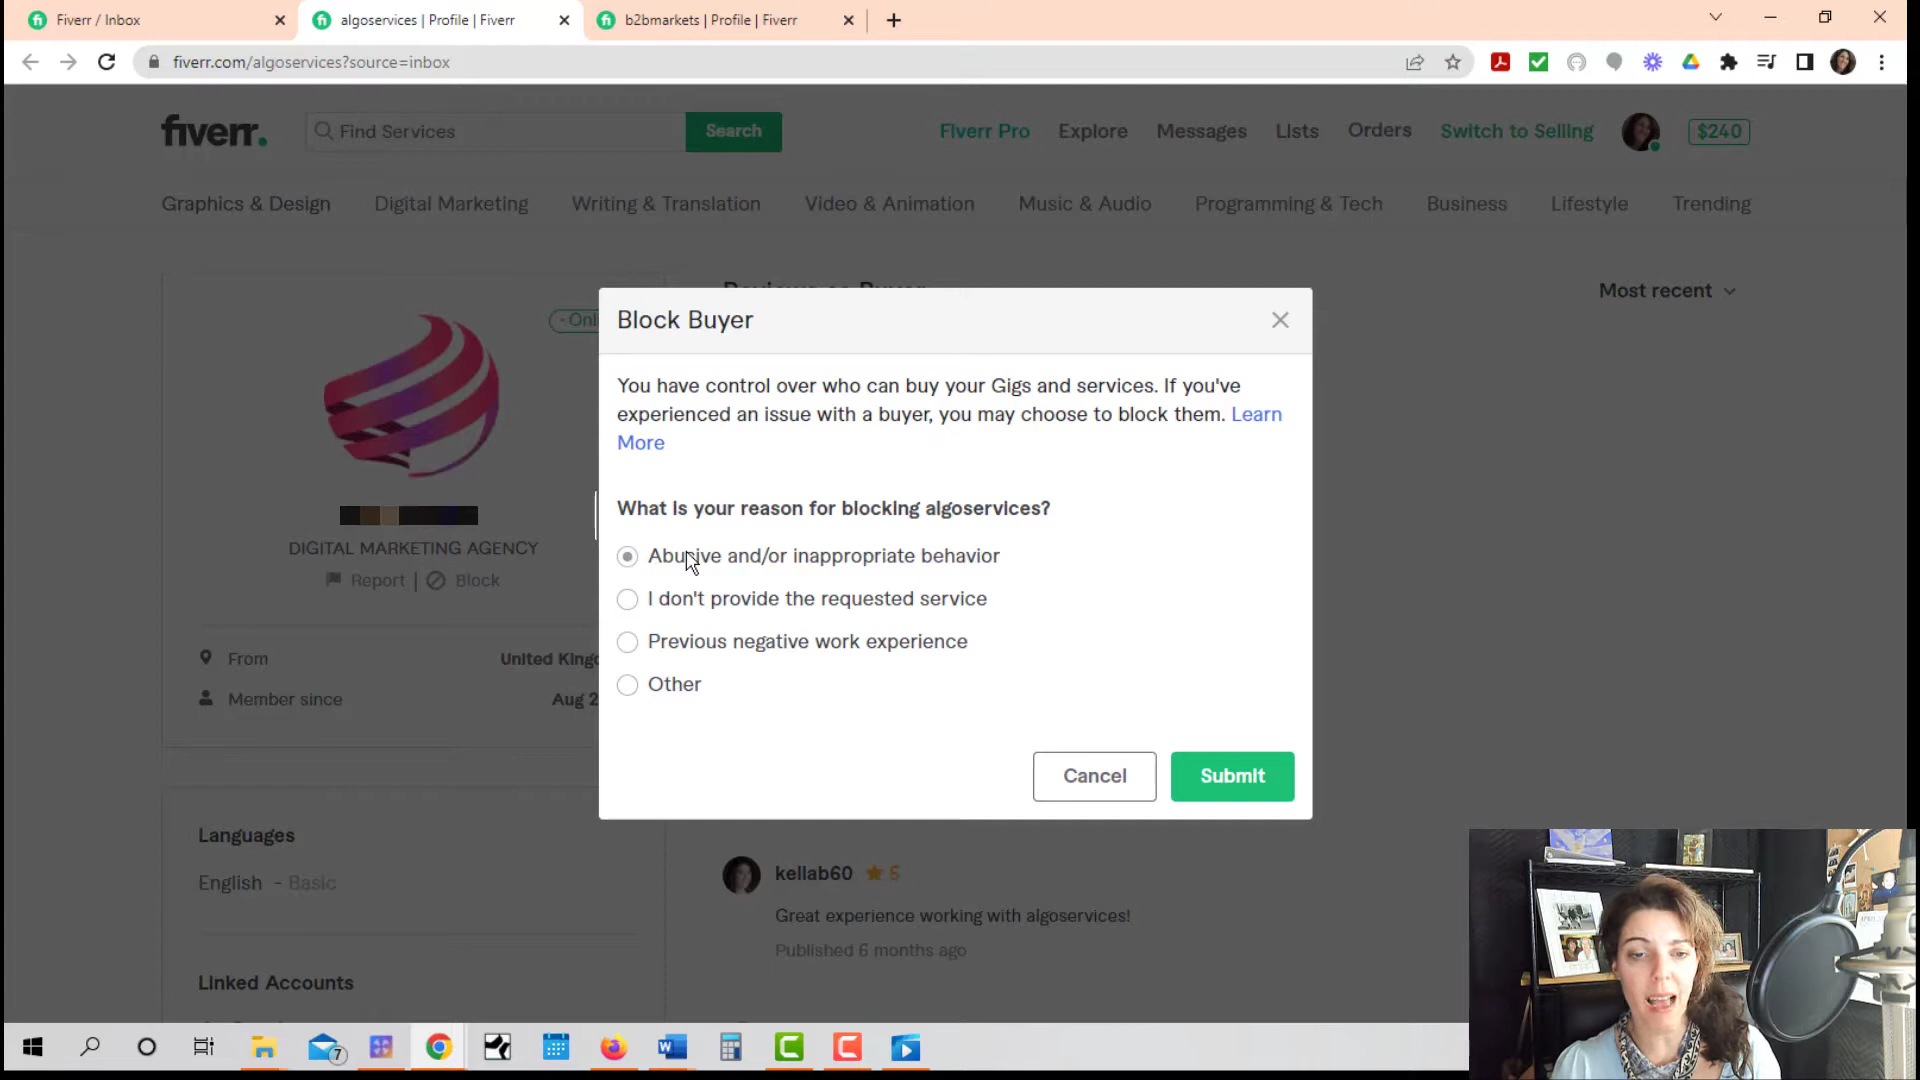 Fiverr / Inbox
algoservices | Profile | Fiverr
b2bmarkets | Profile | Fiverr
fiverr.com/algoservices?source=inbox
fiverr.
Find Services
Search
Fiverr Pro
Explore
Messages
Lists
Orders
Switch to Selling
$240
Graphics & Design
Digital Marketing
Writing & Translation
Video & Animation
Music & Audio
Programming & Tech
Business
Lifestyle
Trending
Reviews as Buyer
Most recent
Block Buyer
You have control over who can buy your Gigs and services. If you've
experienced an issue with a buyer, you may choose to block them. Learn
More
What is your reason for blocking algoservices?
Abusive and/or inappropriate behavior
I don't provide the requested service
Previous negative work experience
Other
Cancel
Submit
DIGITAL MARKETING AGENCY
Report | Block
From
United
Member since
Aug
Languages
English - Basic
Linked Accounts
kellab60 5
Great experience working with algoservices!
Published 6 months ago
7